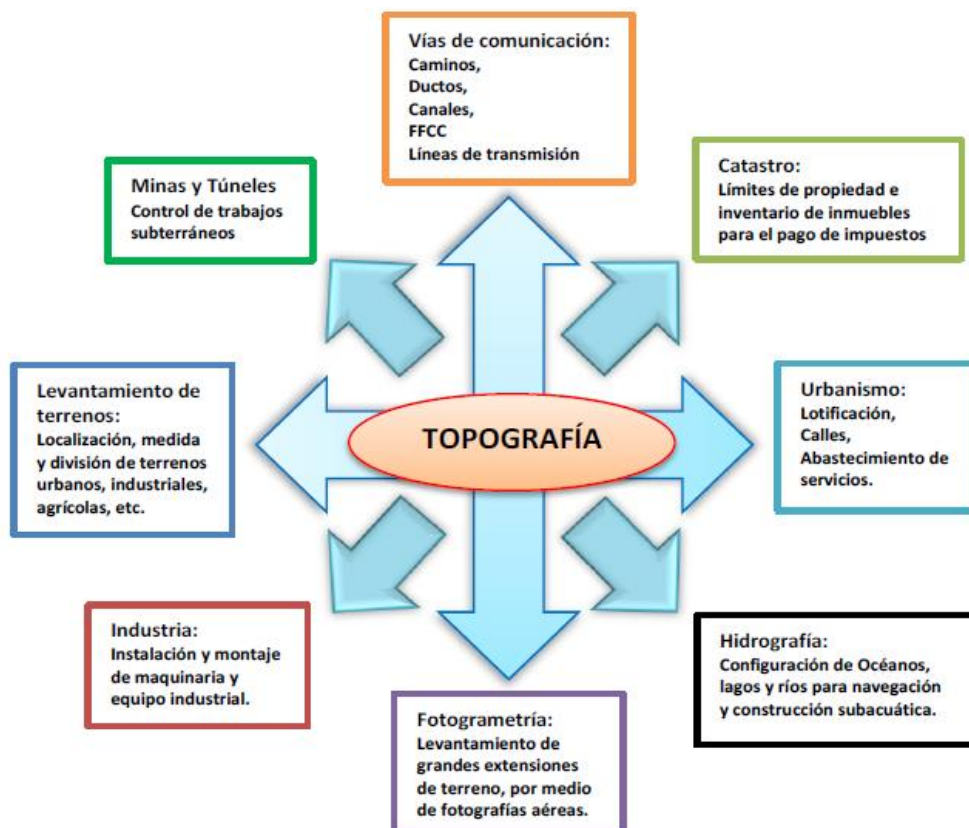 Vías de comunicación:
Caminos,
Ductos,
Canales,
FFCC
Líneas de transmisión
Minas y Túneles
Control de trabajos
subterráneos
Catastro:
Límites de propiedad e
inventario de inmuebles
para el pago de impuestos
Levantamiento de
terrenos:
Localización, medida
y división de terrenos
urbanos, industriales,
agrícolas, etc.
TOPOGRAFÍA
Urbanismo:
Lotificación,
Calles,
Abastecimiento de
servicios.
Industria:
Instalación y montaje
de maquinaria y
equipo industrial.
Fotogrametría:
Levantamiento de
grandes extensiones
de terreno, por medio
de fotografías aéreas.
Hidrografía:
Configuración de Océanos,
lagos y ríos para navegación
y construcción subacuática.